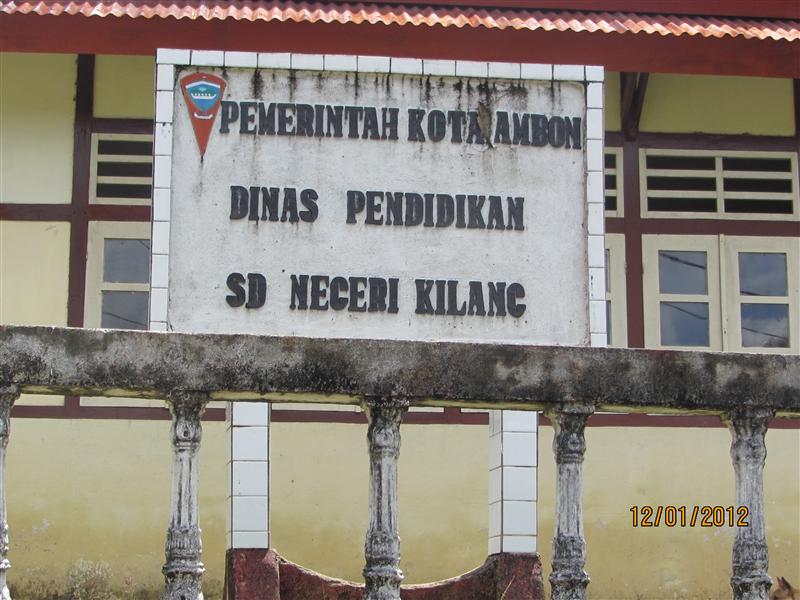 PEMERINTAH KOTA AMBON
DINAS PENDIDIKAN
SD NEGERI KILANG
12/01/2012